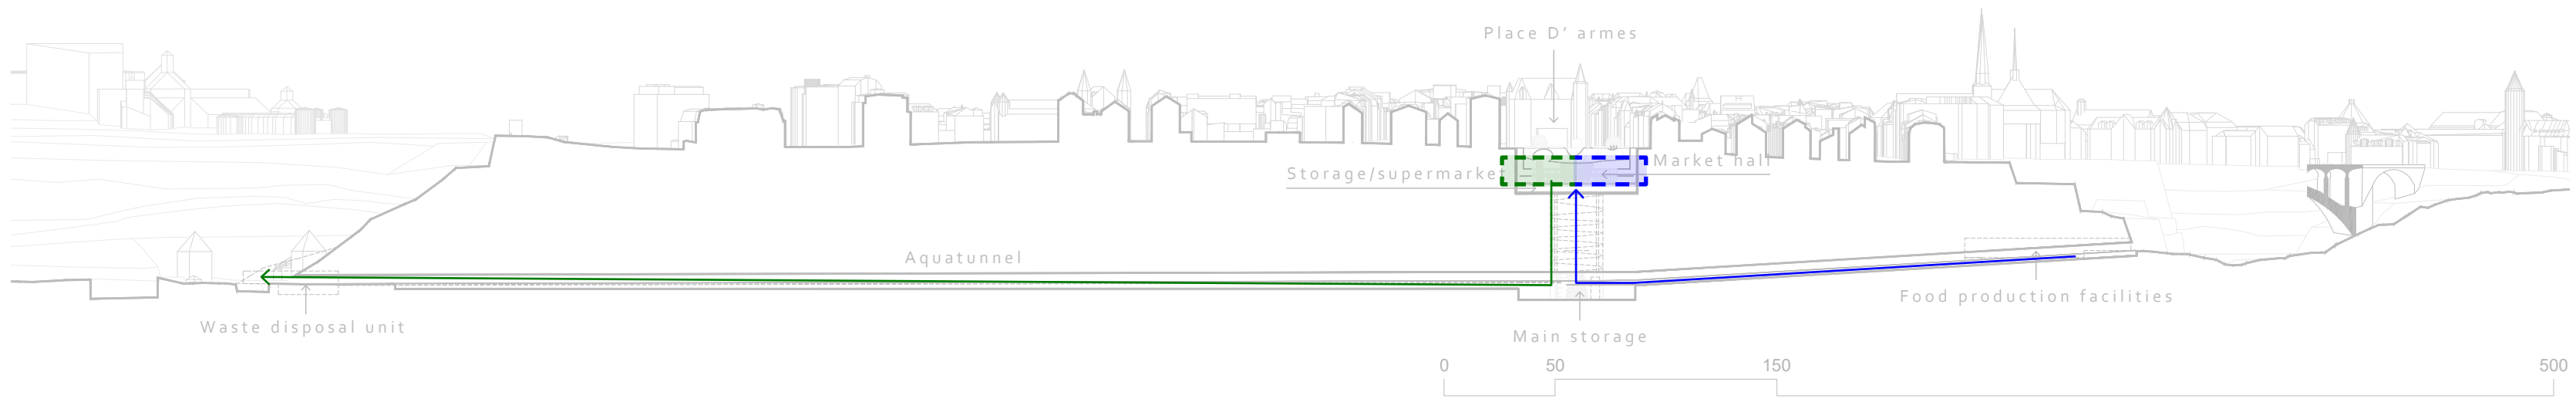 Place D' armes
Market hall
Storage/supermarket
Aquatunnel
Food production facilities
Waste disposal unit
Main storage
0 50 150 500